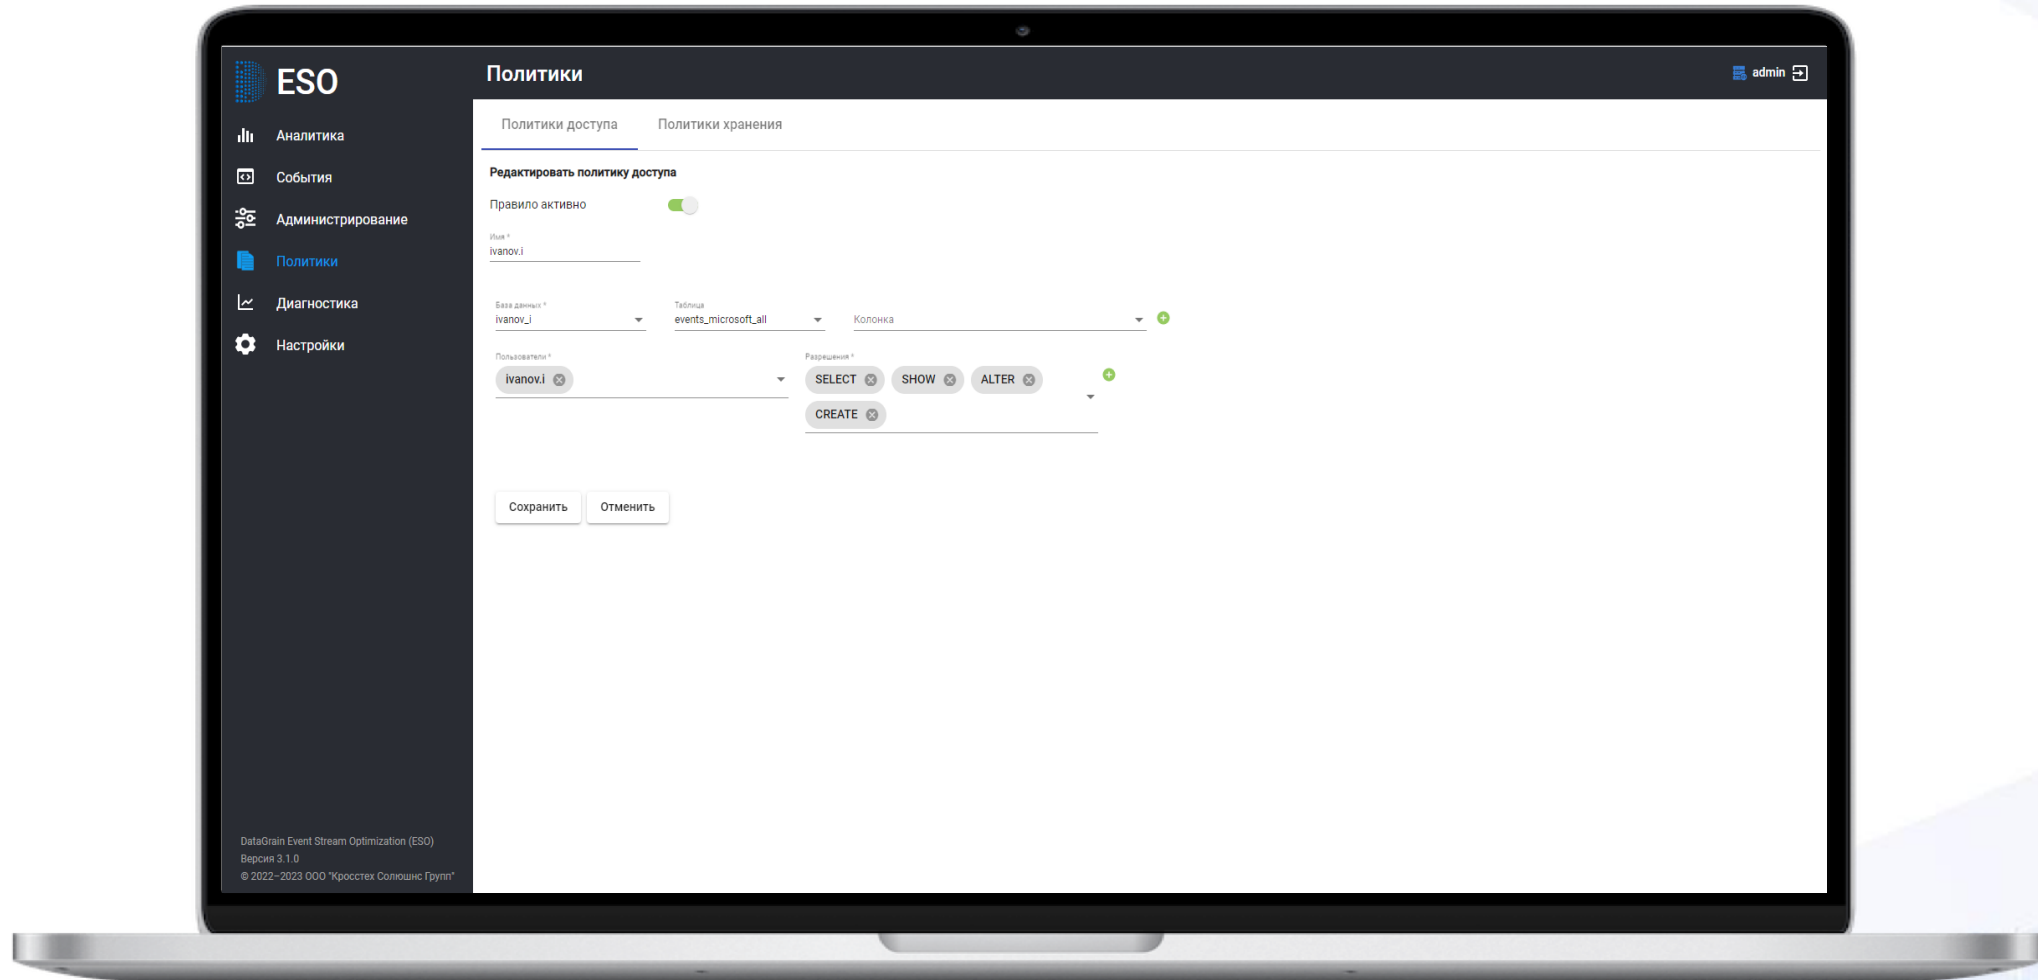 ESO
Политики
admin
Аналитика
События
Администрирование
Политики
Диагностика
Настройки
Политики доступа
Политики хранения
Редактировать политику доступа
Правило активно
Имя *
ivanov.i
База данных *
Таблица
ivanov_i
events_microsoft_all
Колонка
Пользователи *
Разрешения *
ivanov.i
SELECT
SHOW
ALTER
CREATE
Сохранить
Отменить
DataGrain Event Stream Optimization (ESO)
Версия 3.1.0
© 2022–2023 ООО "Кросстех Солюшнс Групп"